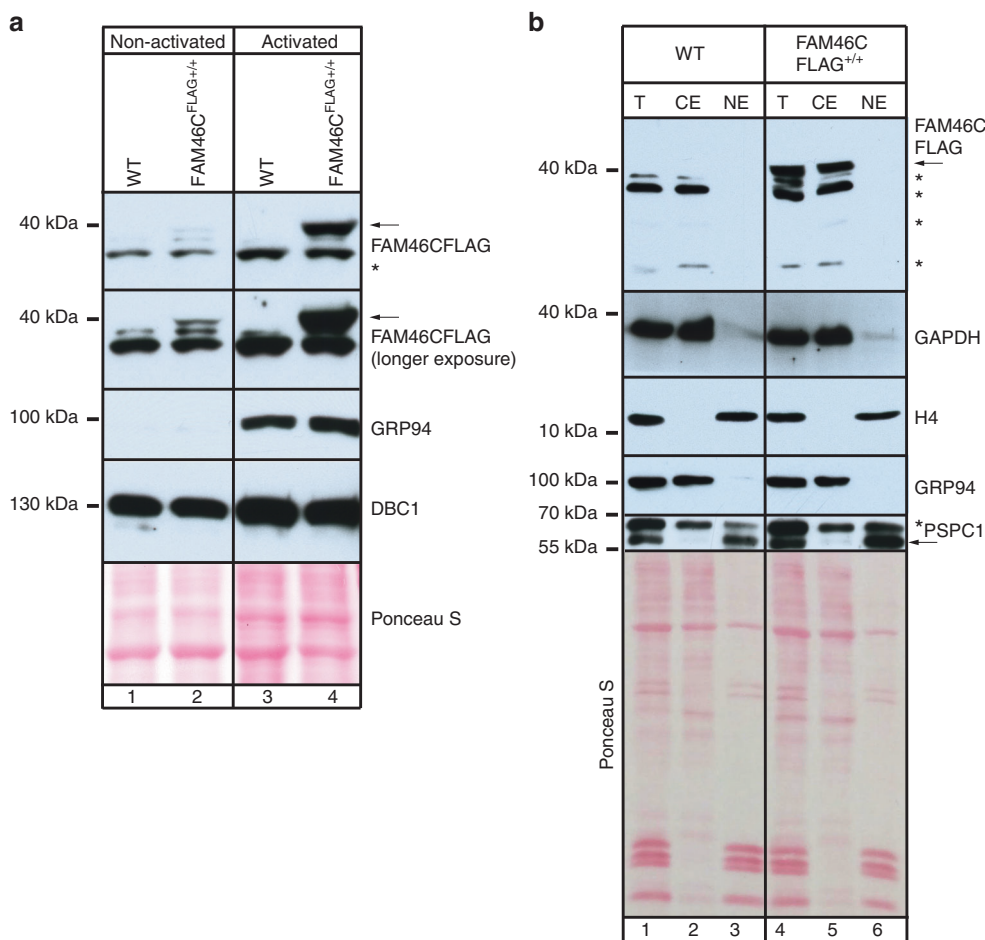 a
Non-activated Activated
WT FAM46C^FLAG+/+ WT FAM46C^FLAG+/+
40 kDa
FAM46CFLAG
*
40 kDa
FAM46CFLAG
(longer exposure)
100 kDa
GRP94
130 kDa
DBC1
Ponceau S
1 2 3 4
b
WT
FAM46C
FLAG+/+
T CE NE T CE NE
FAM46C
FLAG
40 kDa
*
*
*
*
40 kDa
GAPDH
H4
10 kDa
100 kDa
GRP94
70 kDa
*PSPC1
55 kDa
Ponceau S
1 2 3 4 5 6